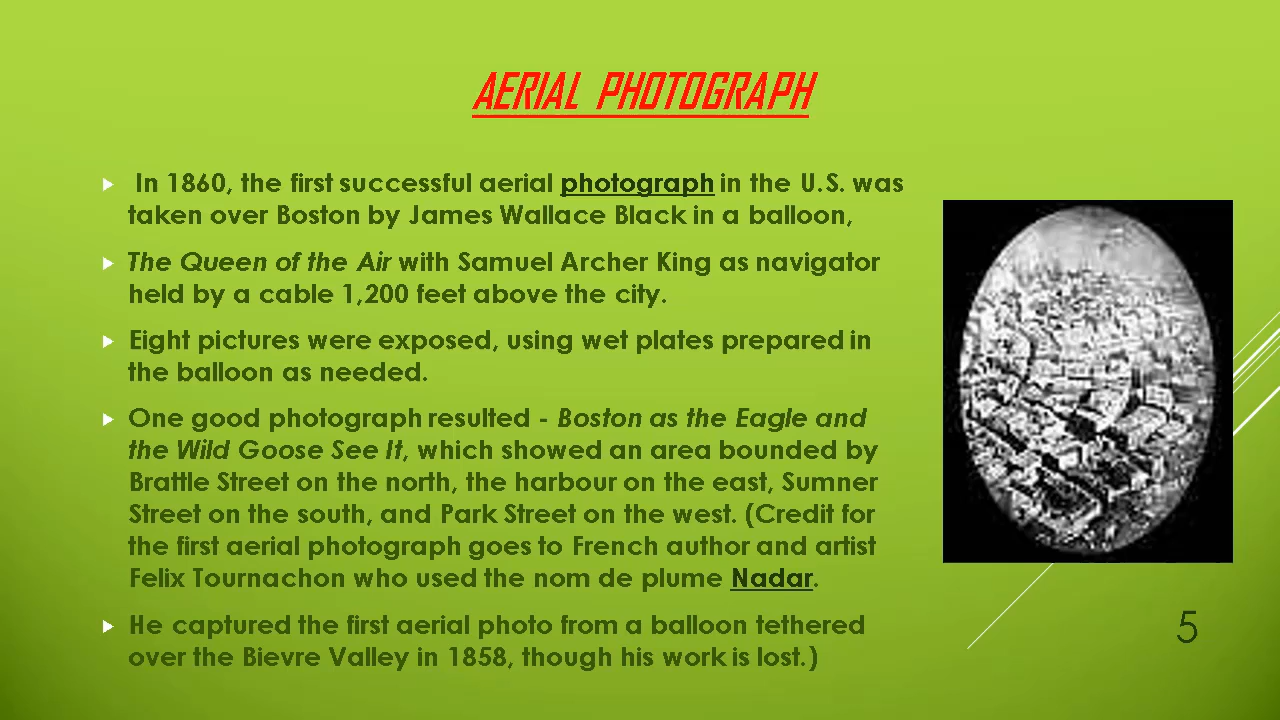 AERIAL PHOTOGRAPH
In 1860, the first successful aerial photograph in the U.S. was
taken over Boston by James Wallace Black in a balloon,
The Queen of the Air with Samuel Archer King as navigator
held by a cable 1,200 feet above the city.
Eight pictures were exposed, using wet plates prepared in
the balloon as needed.
One good photograph resulted - Boston as the Eagle and
the Wild Goose See It, which showed an area bounded by
Brattle Street on the north, the harbour on the east, Sumner
Street on the south, and Park Street on the west. (Credit for
the first aerial photograph goes to French author and artist
Felix Tournachon who used the nom de plume Nadar.
He captured the first aerial photo from a balloon tethered
over the Bievre Valley in 1858, though his work is lost.)
5